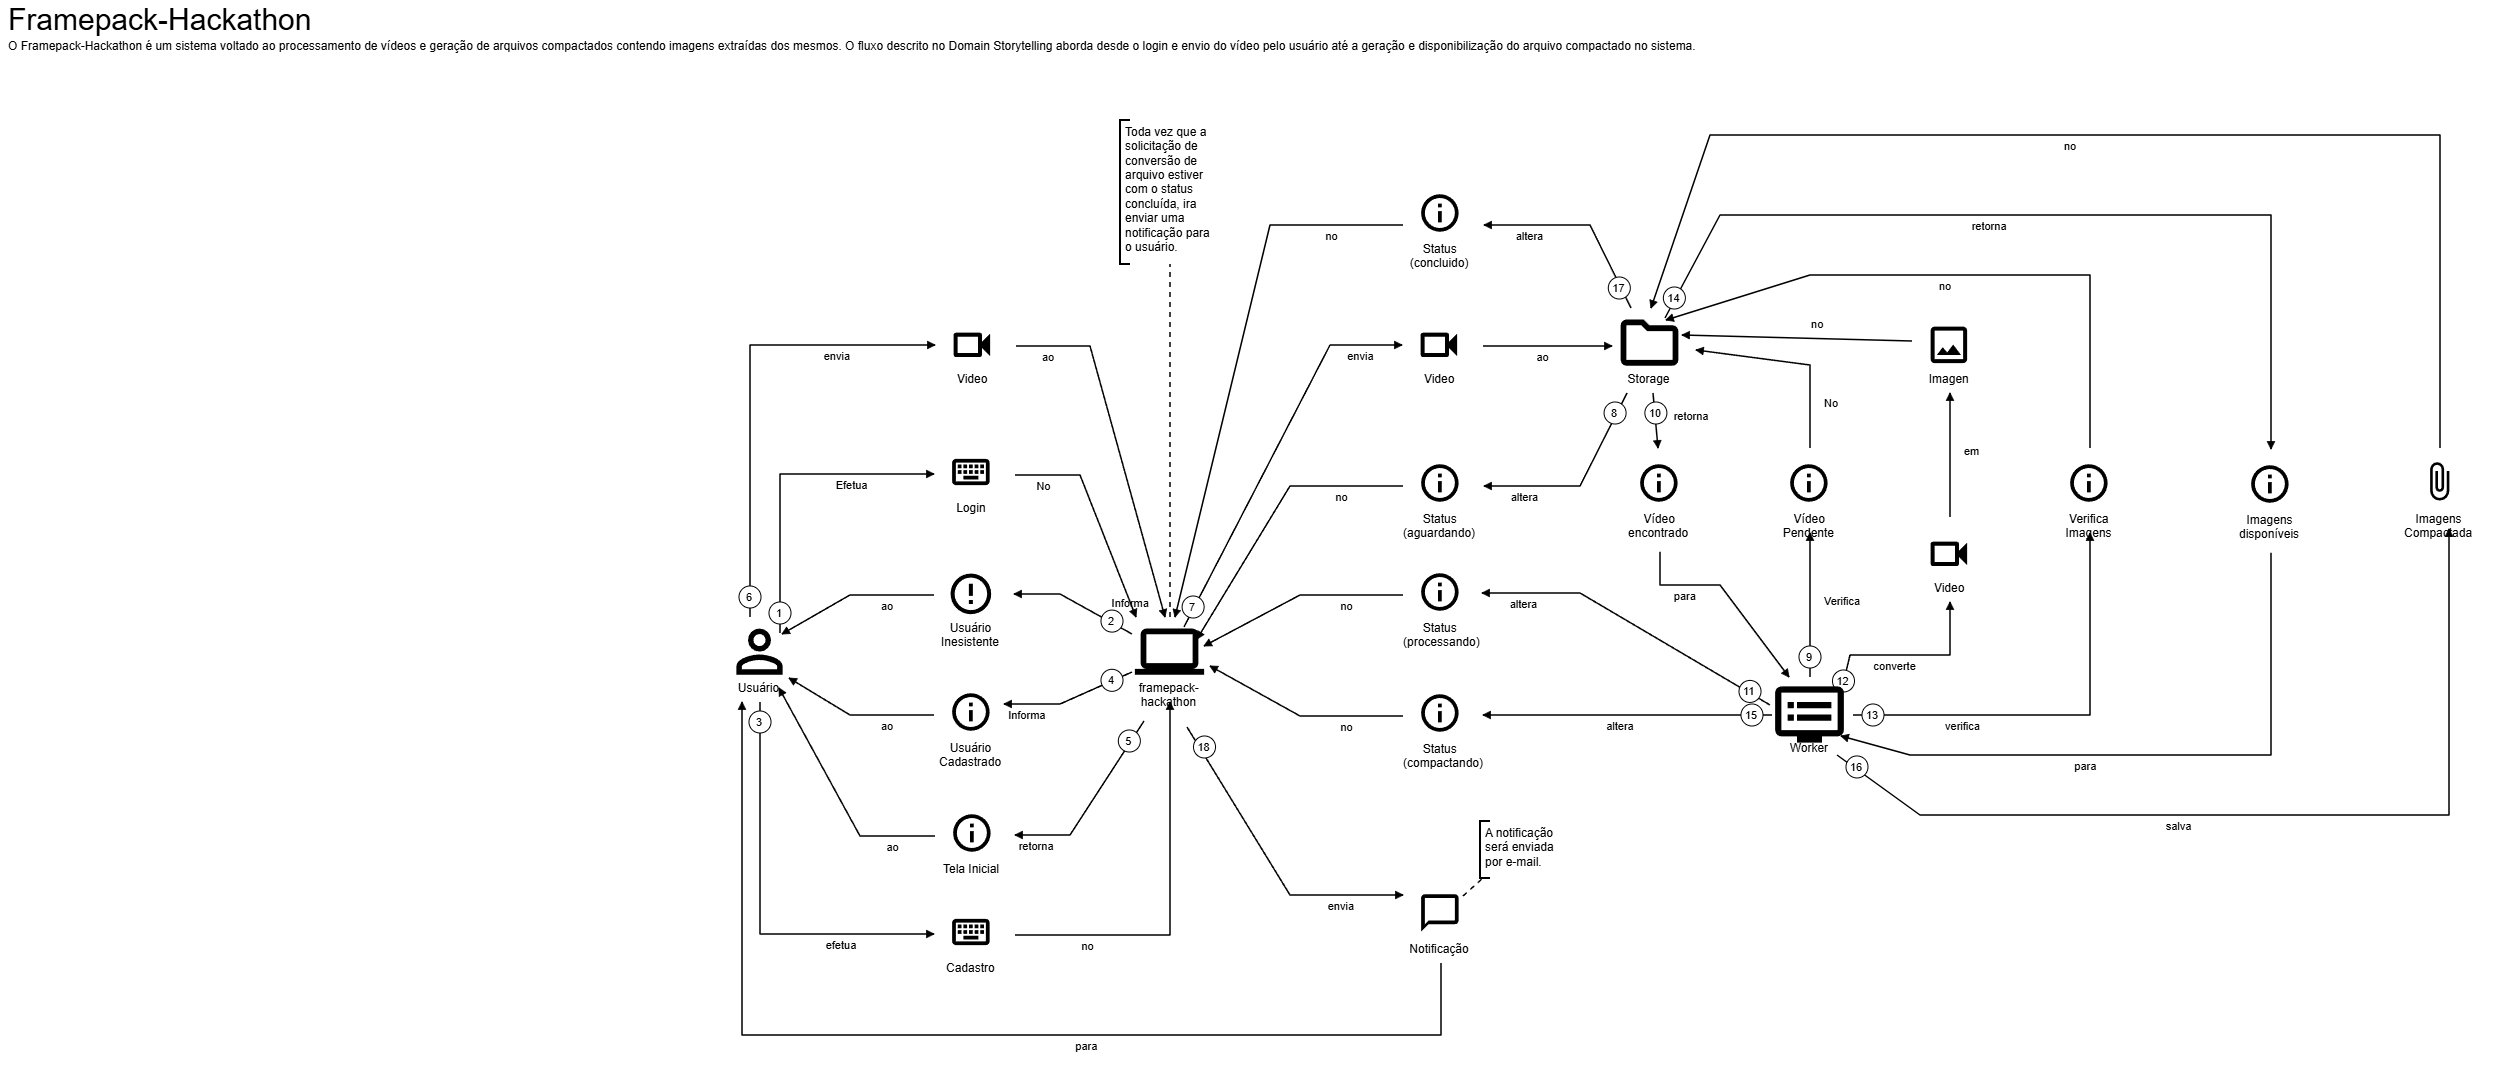 Framepack-Hackathon
O Framepack-Hackathon é um sistema voltado ao processamento de vídeos e geração de arquivos compactados contendo imagens extraídas dos mesmos. O fluxo descrito no Domain Storytelling aborda desde o login e envio do vídeo pelo usuário até a geração e disponibilização do arquivo compactado no sistema.
Toda vez que a
solicitação de
conversão de
arquivo estiver
com o status
concluída, ira
enviar uma
notificação para
o usuário.
no
retorna
no
altera
no
Status
(concluido)
17
14
no
envia
Video
ao
envia
Video
ao
Storage
no
Imagen
8
10
retorna
No
em
Efetua
Login
No
no
Status
(aguardando)
altera
Vídeo
encontrado
Vídeo
Pendente
Verifica
Imagens
Imagens
disponíveis
Imagens
Compactada
Video
6
1
ao
Usuário
Inesistente
Informa
2
7
no
Status
(processando)
altera
para
Verifica
9
converte
12
Usuário
framepack-
hackathon
3
ao
Usuário
Cadastrado
Informa
4
no
Status
(compactando)
altera
11
15
Worker
13
verifica
para
16
salva
5
18
ao
Tela Inicial
retorna
A notificação
será enviada
por e-mail.
envia
Notificação
efetua
Cadastro
no
para